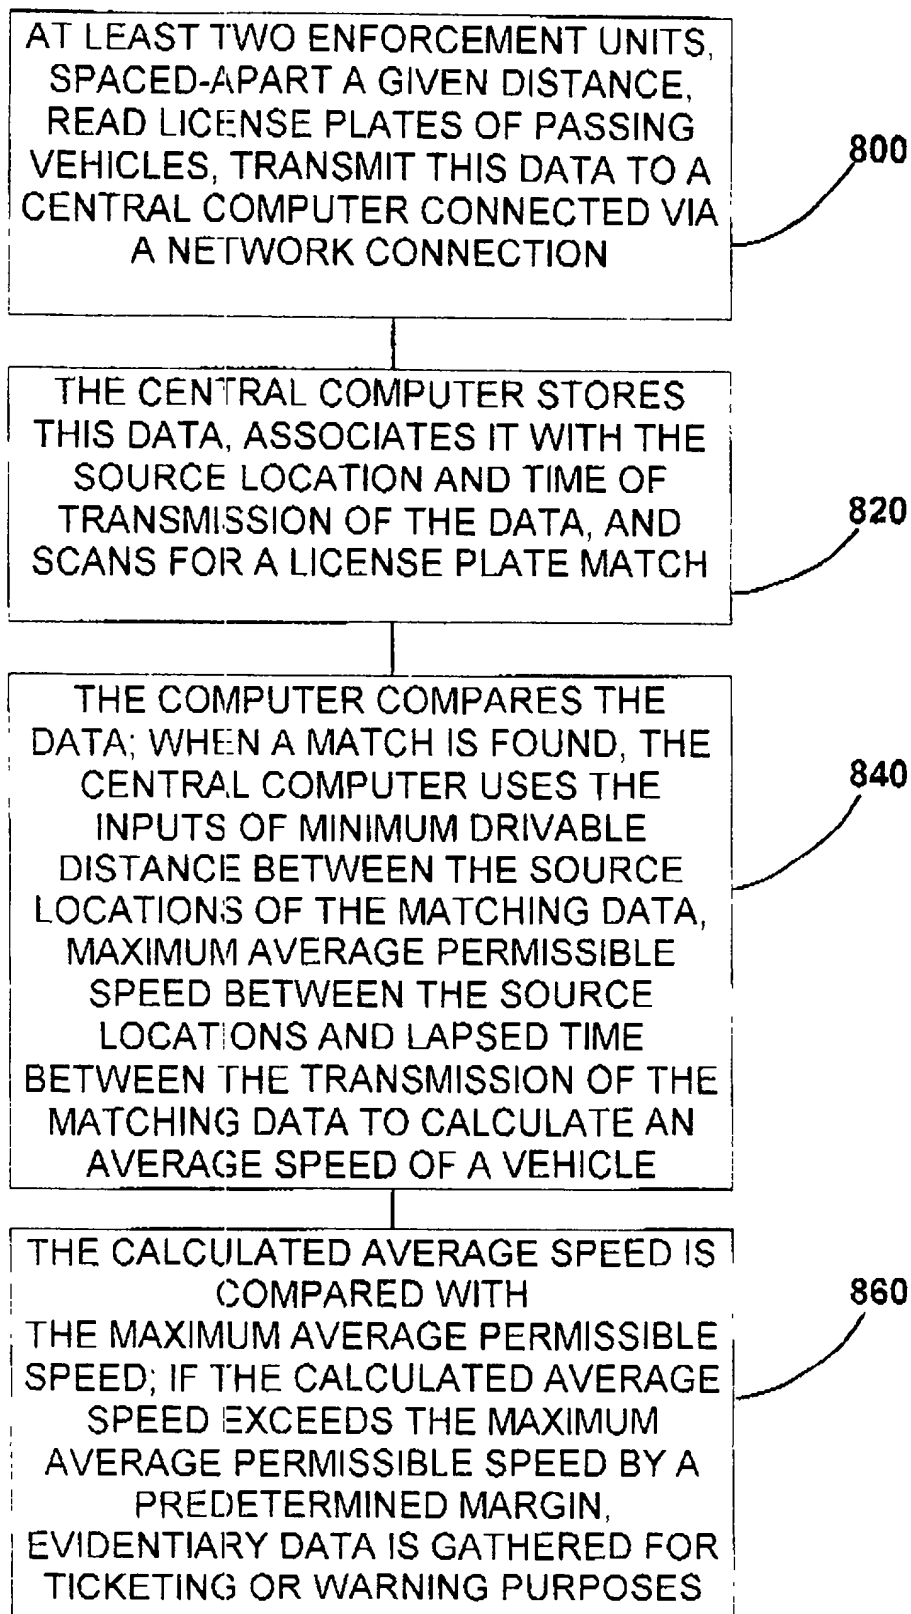 AT LEAST TWO ENFORCEMENT UNITS,
SPACED-APART A GIVEN DISTANCE,
READ LICENSE PLATES OF PASSING
VEHICLES, TRANSMIT THIS DATA TO A
CENTRAL COMPUTER CONNECTED VIA
A NETWORK CONNECTION
800
THE CENTRAL COMPUTER STORES
THIS DATA, ASSOCIATES IT WITH THE
SOURCE LOCATION AND TIME OF
TRANSMISSION OF THE DATA, AND
SCANS FOR A LICENSE PLATE MATCH
820
THE COMPUTER COMPARES THE
DATA; WHEN A MATCH IS FOUND, THE
CENTRAL COMPUTER USES THE
INPUTS OF MINIMUM DRIVABLE
DISTANCE BETWEEN THE SOURCE
LOCATIONS OF THE MATCHING DATA,
MAXIMUM AVERAGE PERMISSIBLE
SPEED BETWEEN THE SOURCE
LOCATIONS AND LAPSED TIME
BETWEEN THE TRANSMISSION OF THE
MATCHING DATA TO CALCULATE AN
AVERAGE SPEED OF A VEHICLE
840
THE CALCULATED AVERAGE SPEED IS
COMPARED WITH
THE MAXIMUM AVERAGE PERMISSIBLE
SPEED; IF THE CALCULATED AVERAGE
SPEED EXCEEDS THE MAXIMUM
AVERAGE PERMISSIBLE SPEED BY A
PREDETERMINED MARGIN,
EVIDENTIARY DATA IS GATHERED FOR
TICKETING OR WARNING PURPOSES
860